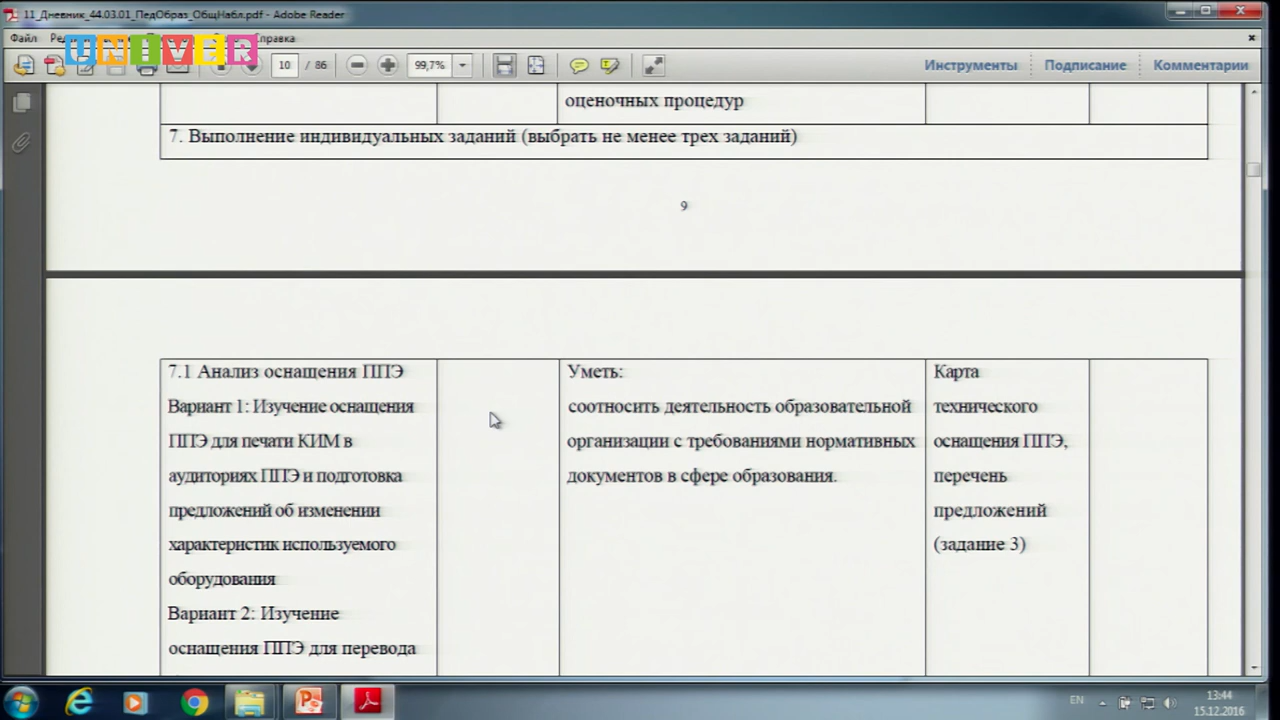 11_Дневник_44.03.01_ПедОбраз_ОбщНабл.pdf - Adobe Reader
Файл
Справка
UNIVER
10 / 86
99,7%
Инструменты
Подписание
Комментарии
оценочных процедур
7. Выполнение индивидуальных заданий (выбрать не менее трех заданий)
9
7.1 Анализ оснащения ППЭ
Вариант 1: Изучение оснащения
ППЭ для печати КИМ в
аудиториях ППЭ и подготовка
предложений об изменении
характеристик используемого
оборудования
Вариант 2: Изучение
оснащения ППЭ для перевода
Уметь:
соотносить деятельность образовательной
организации с требованиями нормативных
документов в сфере образования.
Карта
технического
оснащения ППЭ,
перечень
предложений
(задание 3)
EN
13:44
15.12.2016